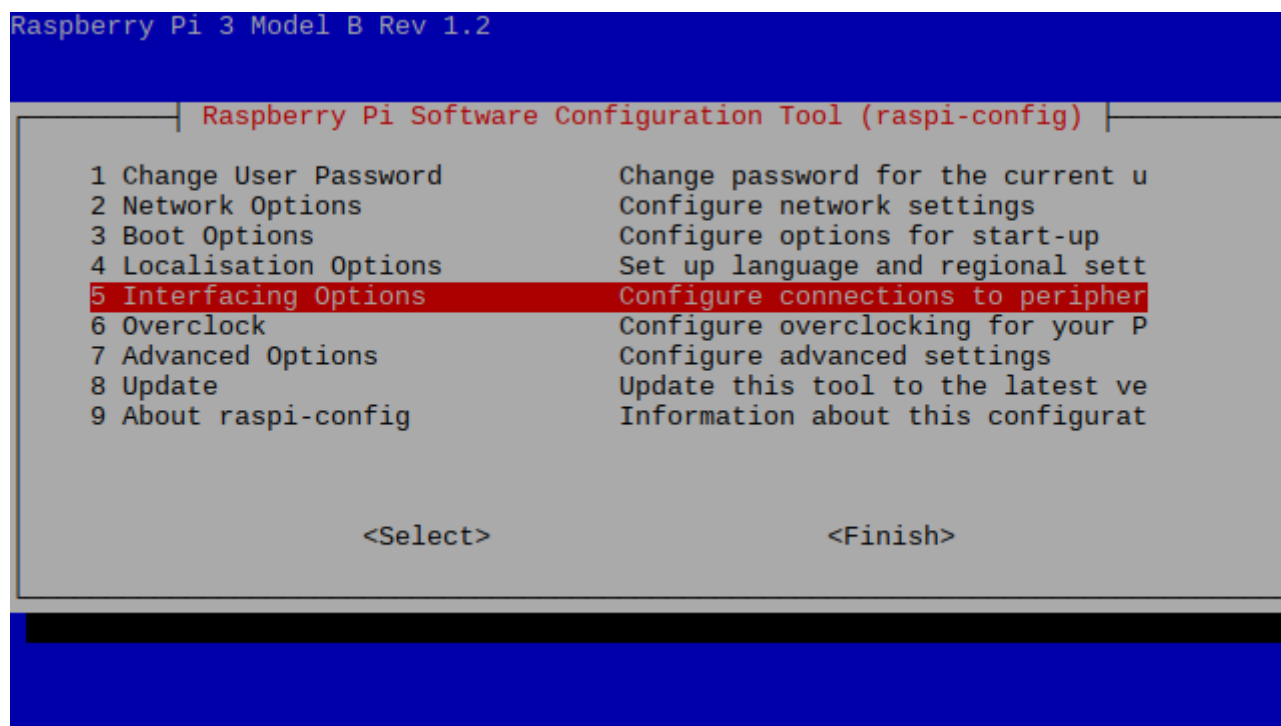 Raspberry Pi 3 Model B Rev 1.2
Raspberry Pi Software Configuration Tool (raspi-config)
1 Change User Password Change password for the current u
2 Network Options Configure network settings
3 Boot Options Configure options for start-up
4 Localisation Options Set up language and regional sett
5 Interfacing Options Configure connections to peripher
6 Overclock Configure overclocking for your P
7 Advanced Options Configure advanced settings
8 Update Update this tool to the latest ve
9 About raspi-config Information about this configurat
<Select> <Finish>